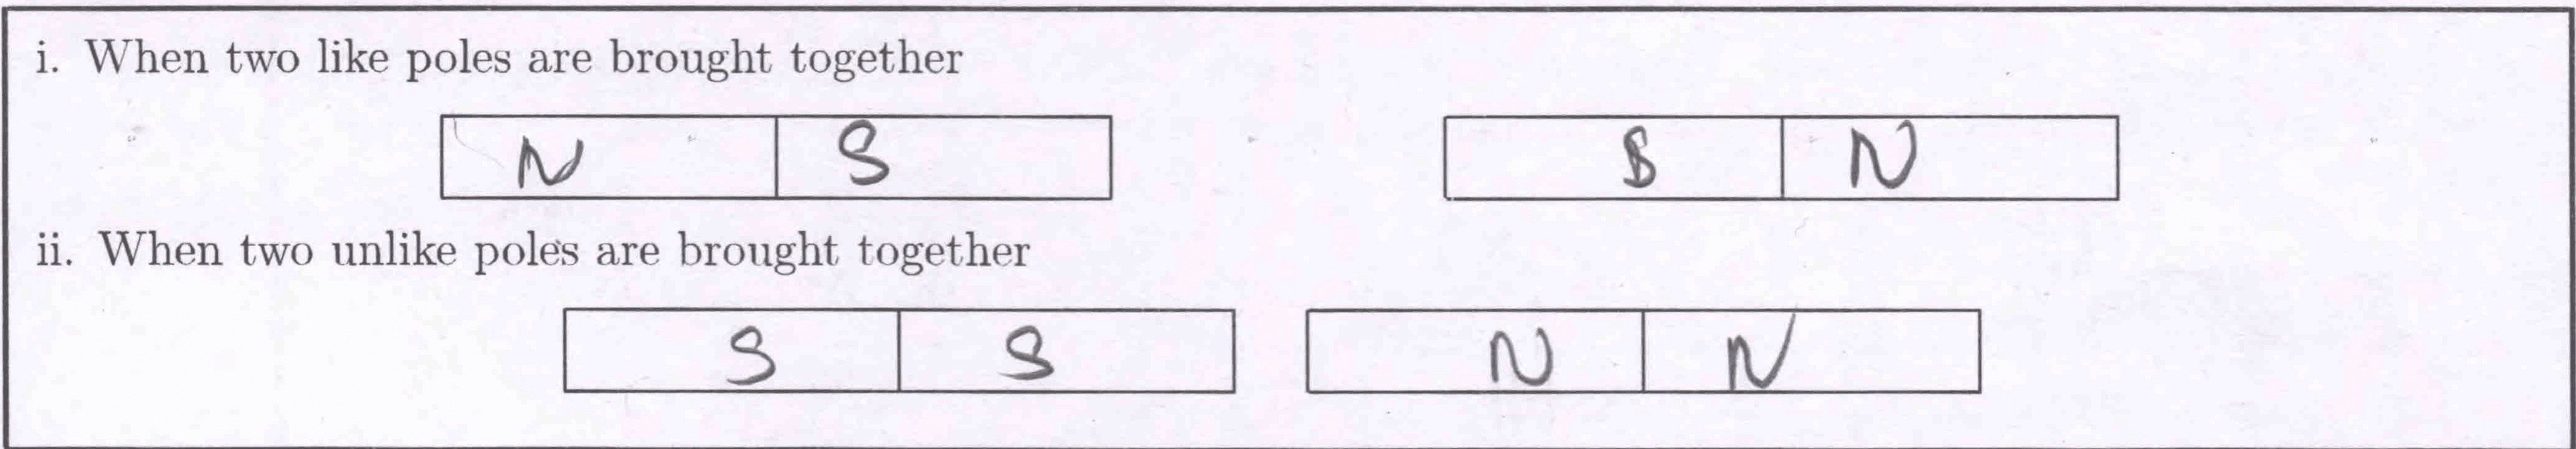 i. When two like poles are brought together
N S S N
ii. When two unlike poles are brought together
S S N N